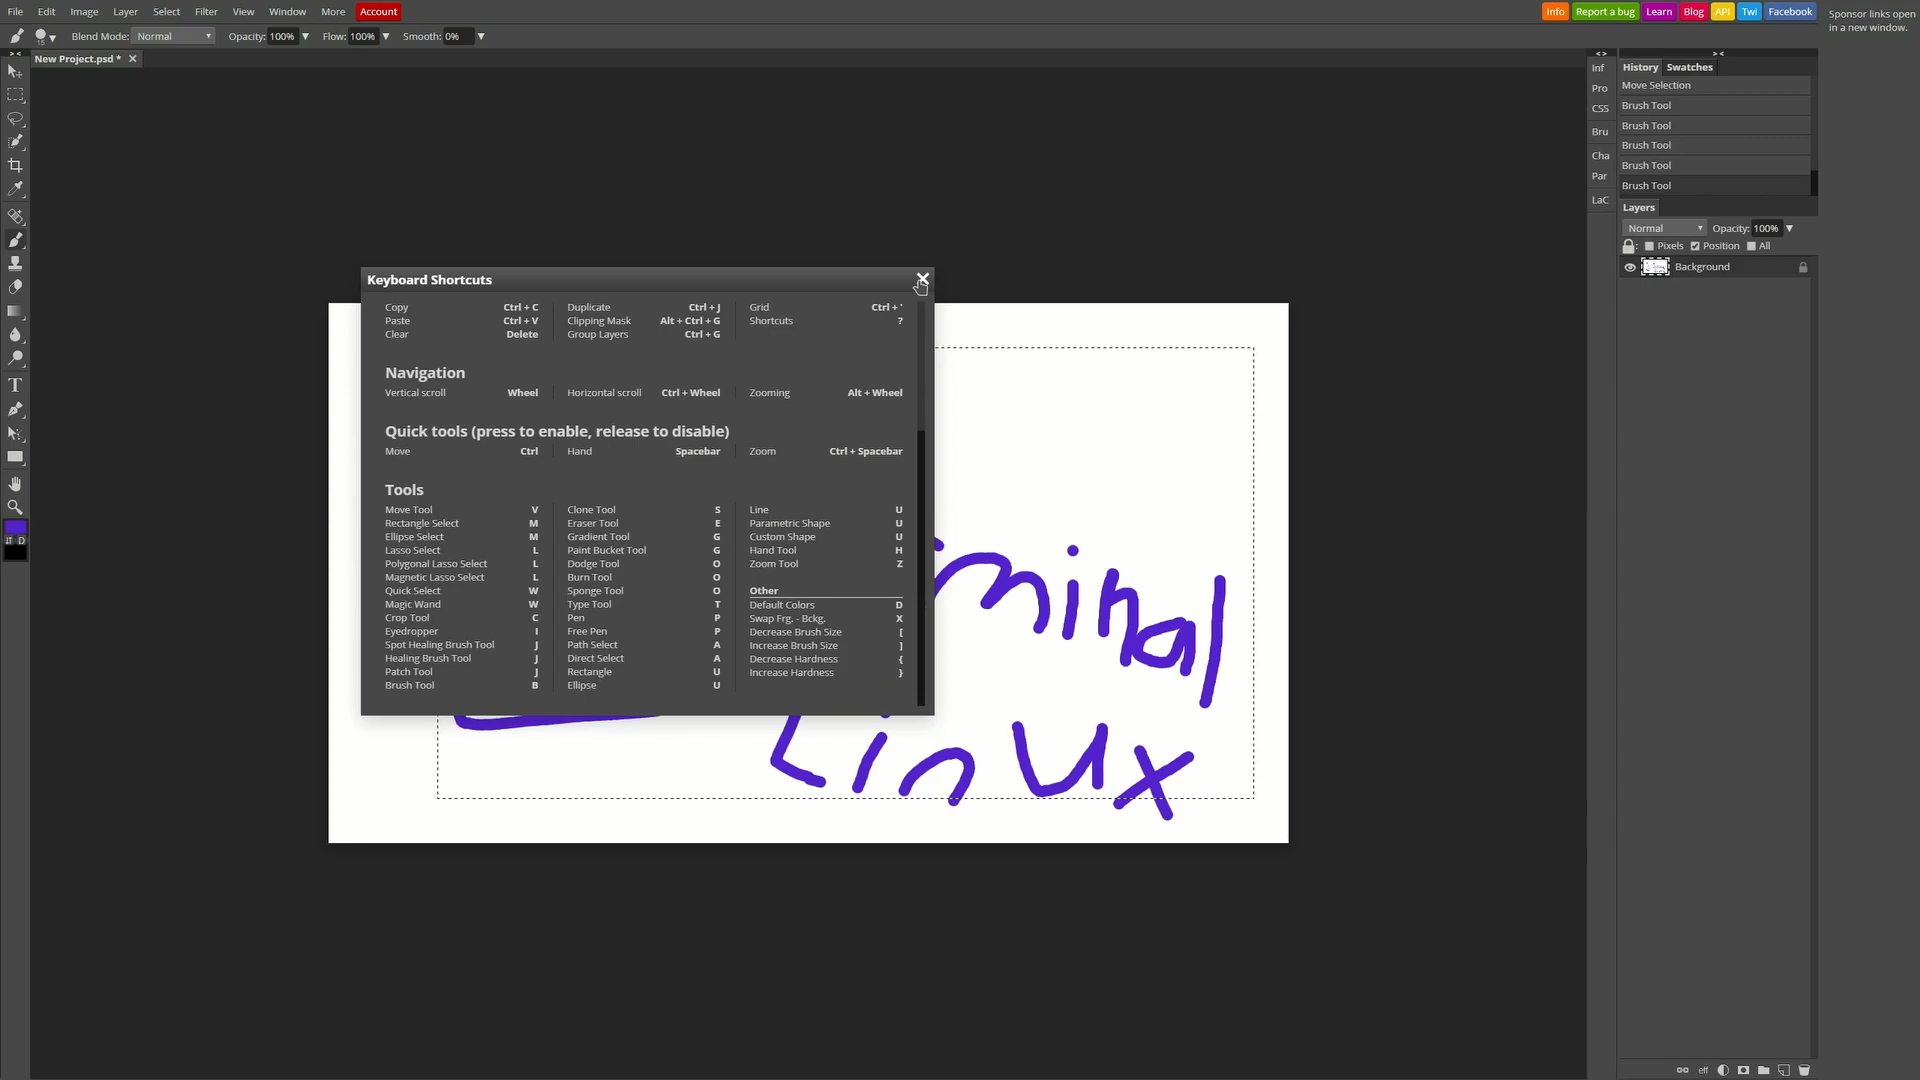 File Edit Image Layer Select Filter View Window More Account
Info Report a bug Learn Blog API Twi Facebook
Sponsor links open
in a new window.
15 Blend Mode: Normal Opacity: 100% Flow: 100% Smooth: 0%
New Project.psd *
Keyboard Shortcuts
Copy Ctrl + C Duplicate Ctrl + J Grid Ctrl + '
Paste Ctrl + V Clipping Mask Alt + Ctrl + G Shortcuts ?
Clear Delete Group Layers Ctrl + G
Navigation
Vertical scroll Wheel Horizontal scroll Ctrl + Wheel Zooming Alt + Wheel
Quick tools (press to enable, release to disable)
Move Ctrl Hand Spacebar Zoom Ctrl + Spacebar
Tools
Move Tool V Clone Tool S Line U
Rectangle Select M Eraser Tool E Parametric Shape U
Ellipse Select M Gradient Tool G Custom Shape U
Lasso Select L Paint Bucket Tool G Hand Tool H
Polygonal Lasso Select L Dodge Tool O Zoom Tool Z
Magnetic Lasso Select L Burn Tool O
Quick Select W Sponge Tool O Other
Magic Wand W Type Tool T Default Colors D
Crop Tool C Pen P Swap Frg. - Bckg. X
Eyedropper I Free Pen P Decrease Brush Size [
Spot Healing Brush Tool J Path Select A Increase Brush Size ]
Healing Brush Tool J Direct Select A Decrease Hardness {
Patch Tool J Rectangle U Increase Hardness }
Brush Tool B Ellipse U
minal
Linux
D
Inf
Pro
CSS
Bru
Cha
Par
LaC
History Swatches
Move Selection
Brush Tool
Brush Tool
Brush Tool
Brush Tool
Brush Tool
Layers
Normal Opacity: 100%
Pixels Position All
Background
eff